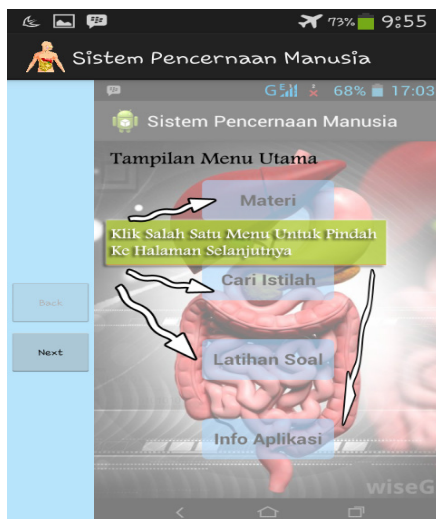 73% 9:55
Sistem Pencernaan Manusia
G E 68% 17:03
Sistem Pencernaan Manusia
Tampilan Menu Utama
Materi
Klik Salah Satu Menu Untuk Pindah
Ke Halaman Selanjutnya
Cari Istilah
Back
Next
Latihan Soal
Info Aplikasi
wiseG